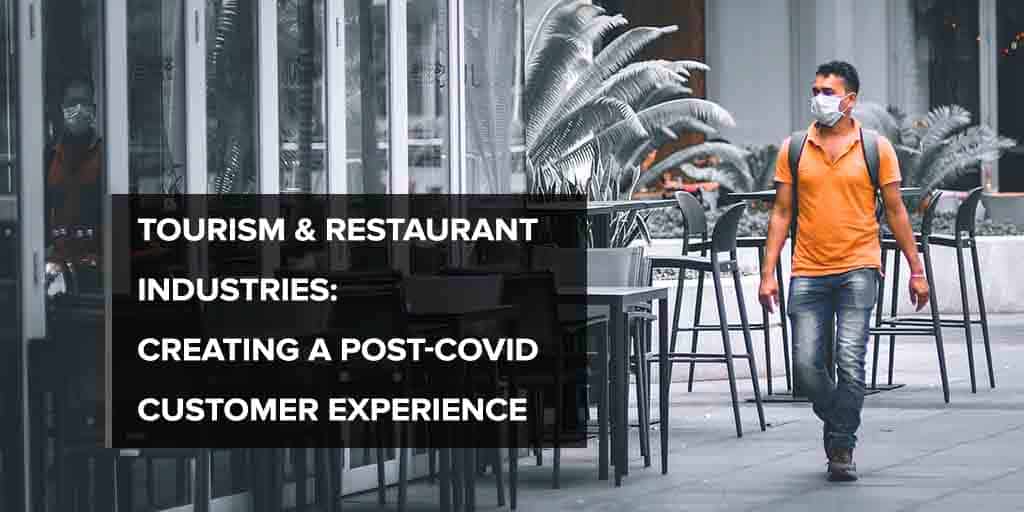 TOURISM & RESTAURANT
INDUSTRIES:
CREATING A POST-COVID
CUSTOMER EXPERIENCE